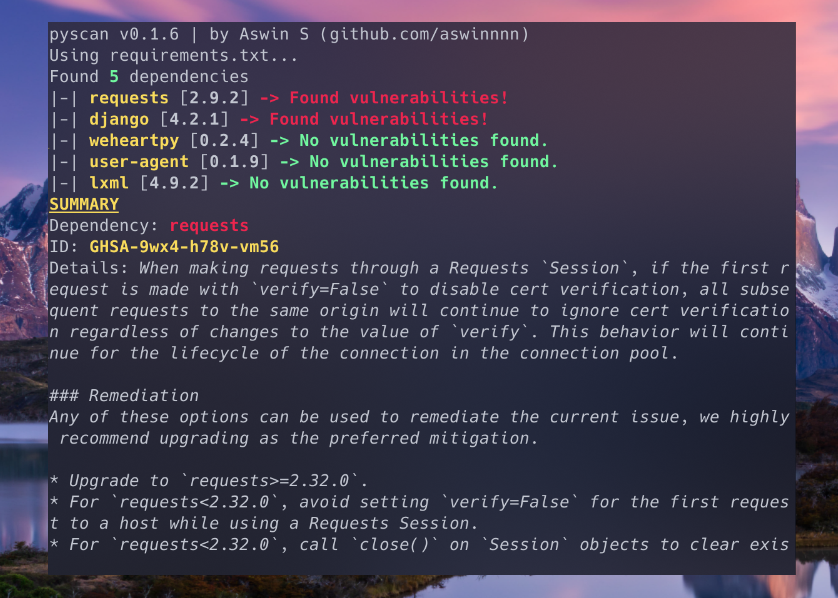 pyscan v0.1.6 | by Aswin S (github.com/aswinnnn)
Using requirements.txt...
Found 5 dependencies
|-| requests [2.9.2] -> Found vulnerabilities!
|-| django [4.2.1] -> Found vulnerabilities!
|-| weheartpy [0.2.4] -> No vulnerabilities found.
|-| user-agent [0.1.9] -> No vulnerabilities found.
|-| lxml [4.9.2] -> No vulnerabilities found.
SUMMARY
Dependency: requests
ID: GHSA-9wx4-h78v-vm56
Details: When making requests through a Requests `Session`, if the first r
equest is made with `verify=False` to disable cert verification, all subse
quent requests to the same origin will continue to ignore cert verificatio
n regardless of changes to the value of `verify`. This behavior will conti
nue for the lifecycle of the connection in the connection pool.
### Remediation
Any of these options can be used to remediate the current issue, we highly
recommend upgrading as the preferred mitigation.
* Upgrade to `requests>=2.32.0`.
* For `requests<2.32.0`, avoid setting `verify=False` for the first reques
t to a host while using a Requests Session.
* For `requests<2.32.0`, call `close()` on `Session` objects to clear exis